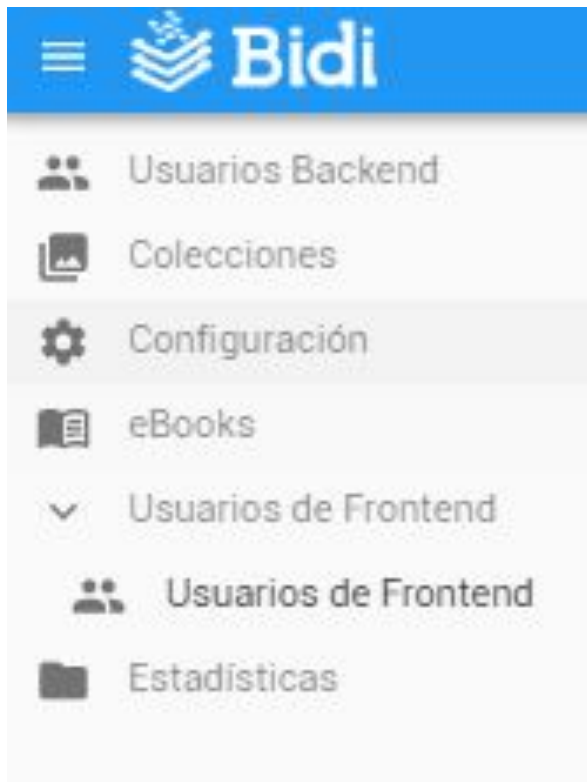 Bidi
Usuarios Backend
Colecciones
Configuración
eBooks
Usuarios de Frontend
Usuarios de Frontend
Estadísticas